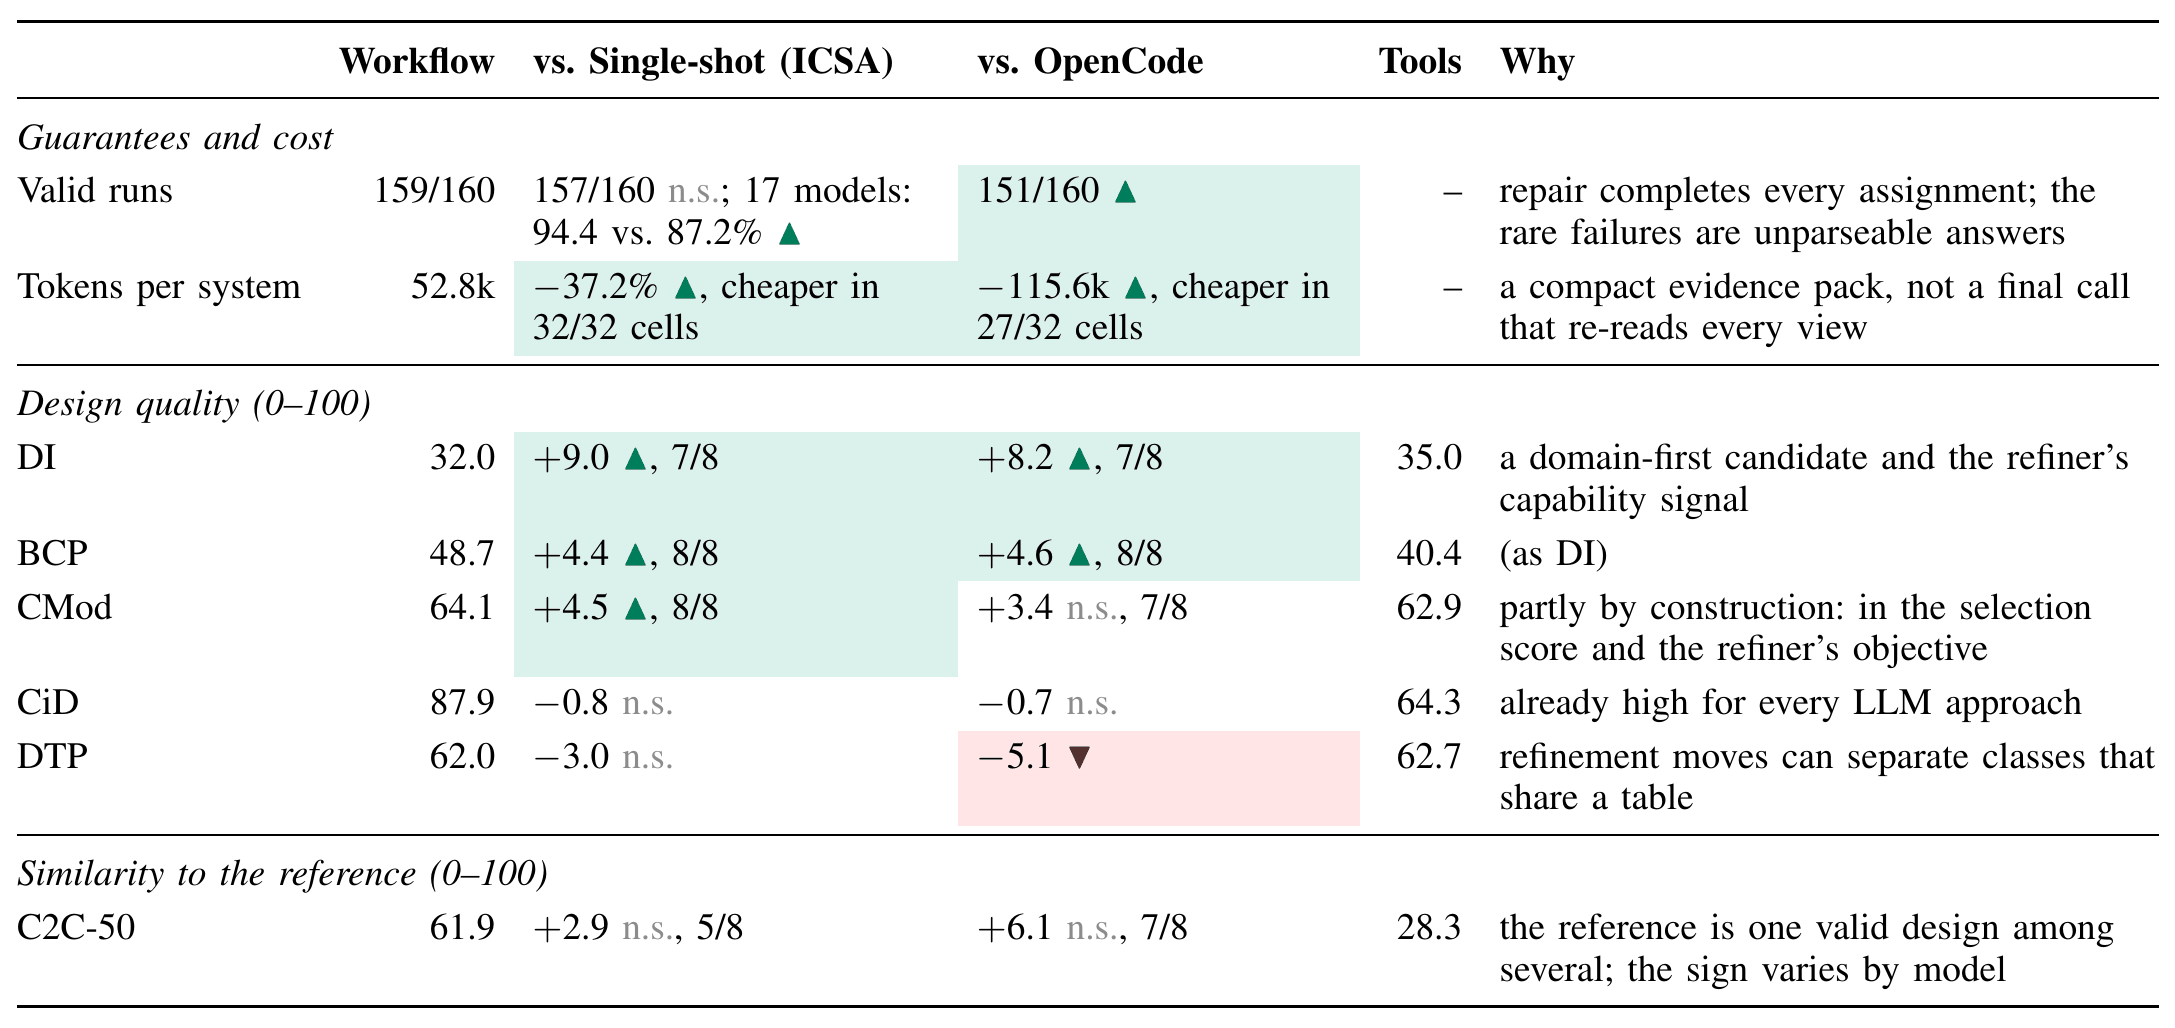 Workflow vs. Single-shot (ICSA) vs. OpenCode Tools Why
Guarantees and cost
Valid runs 159/160 157/160 n.s.; 17 models: 151/160 ▲ – repair completes every assignment; the
94.4 vs. 87.2% ▲ rare failures are unparseable answers
Tokens per system 52.8k −37.2% ▲, cheaper in −115.6k ▲, cheaper in – a compact evidence pack, not a final call
32/32 cells 27/32 cells that re-reads every view
Design quality (0–100)
DI 32.0 +9.0 ▲, 7/8 +8.2 ▲, 7/8 35.0 a domain-first candidate and the refiner’s
capability signal
BCP 48.7 +4.4 ▲, 8/8 +4.6 ▲, 8/8 40.4 (as DI)
CMod 64.1 +4.5 ▲, 8/8 +3.4 n.s., 7/8 62.9 partly by construction: in the selection
score and the refiner’s objective
CiD 87.9 −0.8 n.s. −0.7 n.s. 64.3 already high for every LLM approach
DTP 62.0 −3.0 n.s. −5.1 ▼ 62.7 refinement moves can separate classes that
share a table
Similarity to the reference (0–100)
C2C-50 61.9 +2.9 n.s., 5/8 +6.1 n.s., 7/8 28.3 the reference is one valid design among
several; the sign varies by model